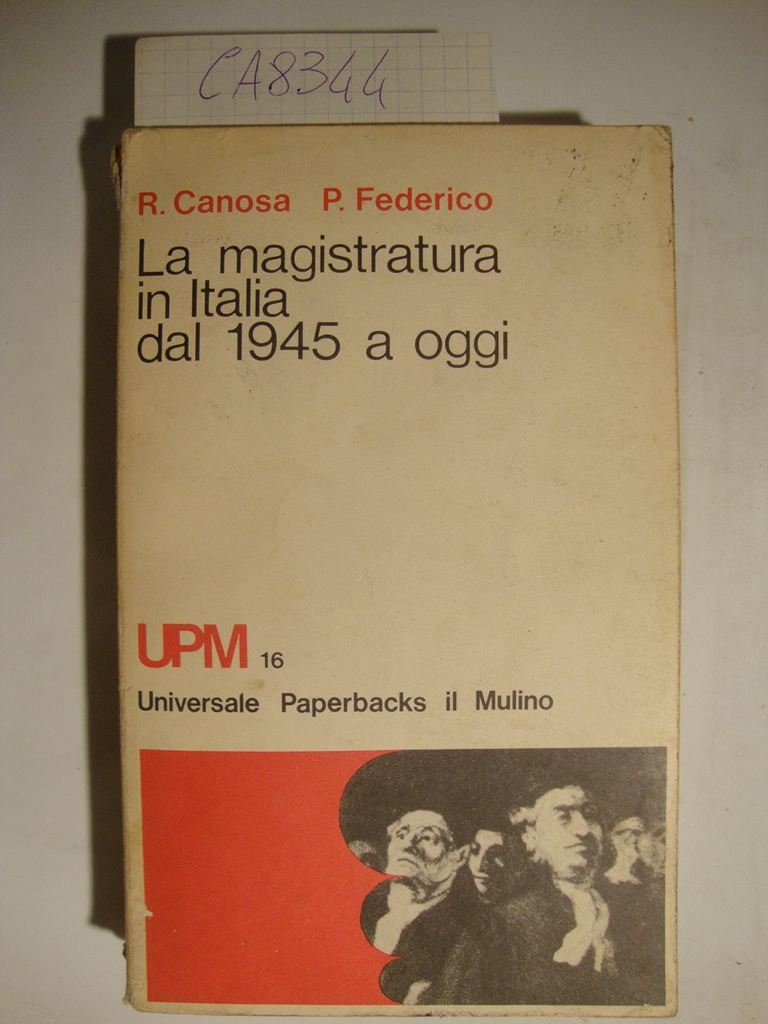 CA8344
R. Canosa P. Federico
La magistratura
in Italia
dal 1945 a oggi
UPM 16
Universale Paperbacks il Mulino